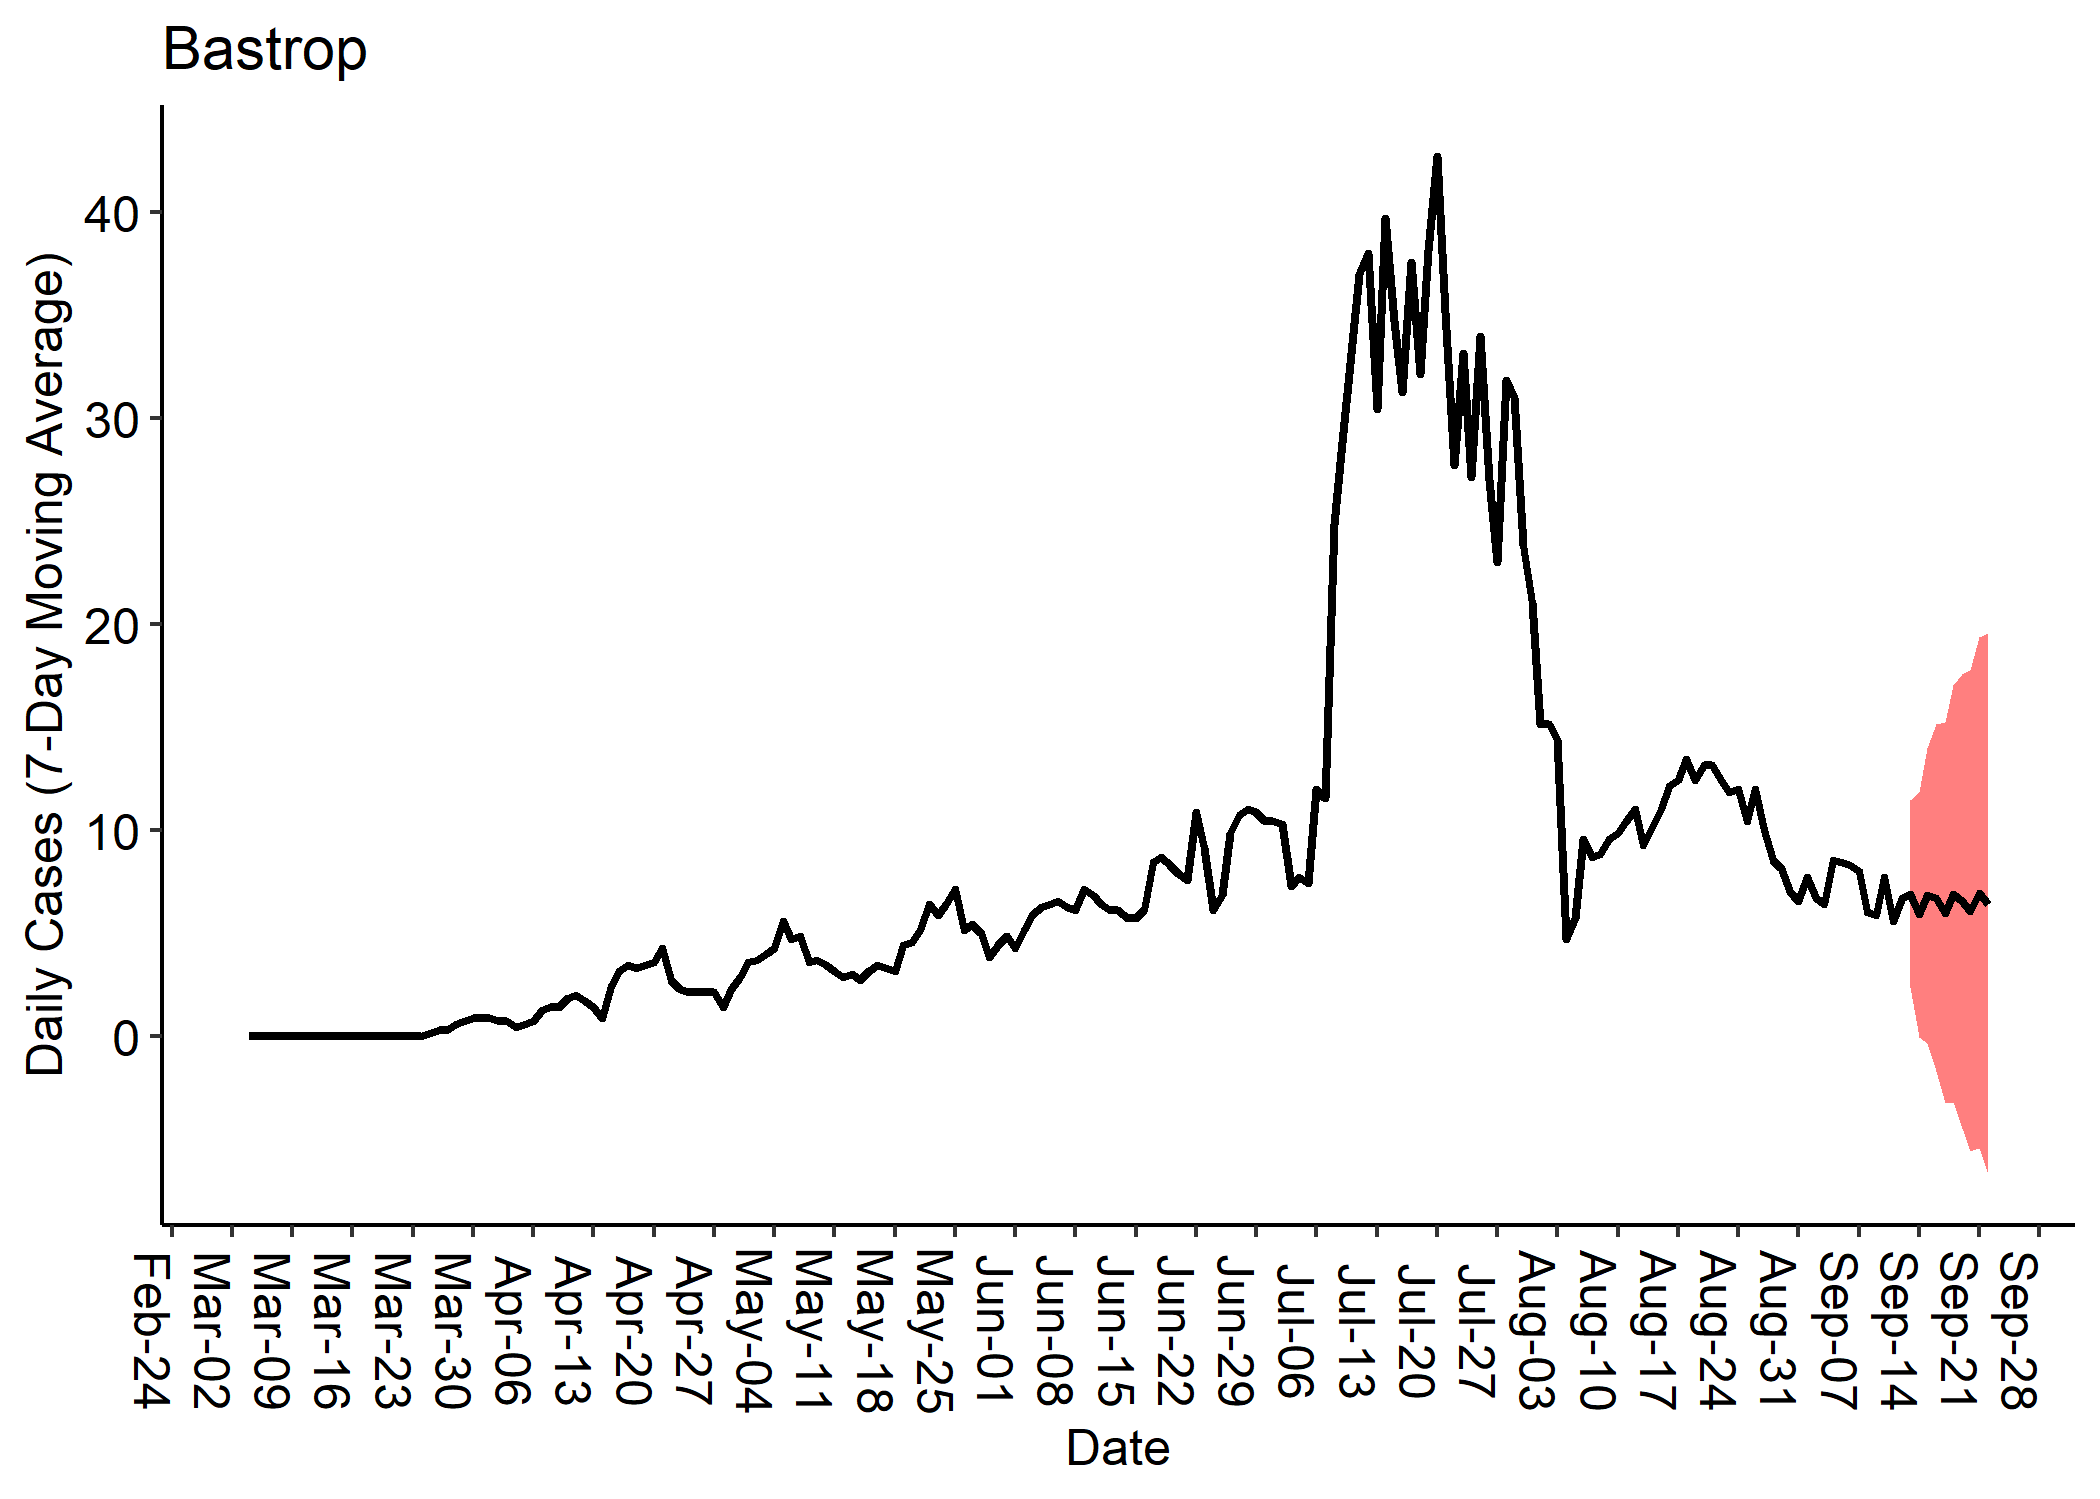 Bastrop
Daily Cases (7-Day Moving Average)
40
30
20
10
0
Feb-24
Mar-02
Mar-09
Mar-16
Mar-23
Mar-30
Apr-06
Apr-13
Apr-20
Apr-27
May-04
May-11
May-18
May-25
Jun-01
Jun-08
Jun-15
Jun-22
Jun-29
Jul-06
Jul-13
Jul-20
Jul-27
Aug-03
Aug-10
Aug-17
Aug-24
Aug-31
Sep-07
Sep-14
Sep-21
Sep-28
Date